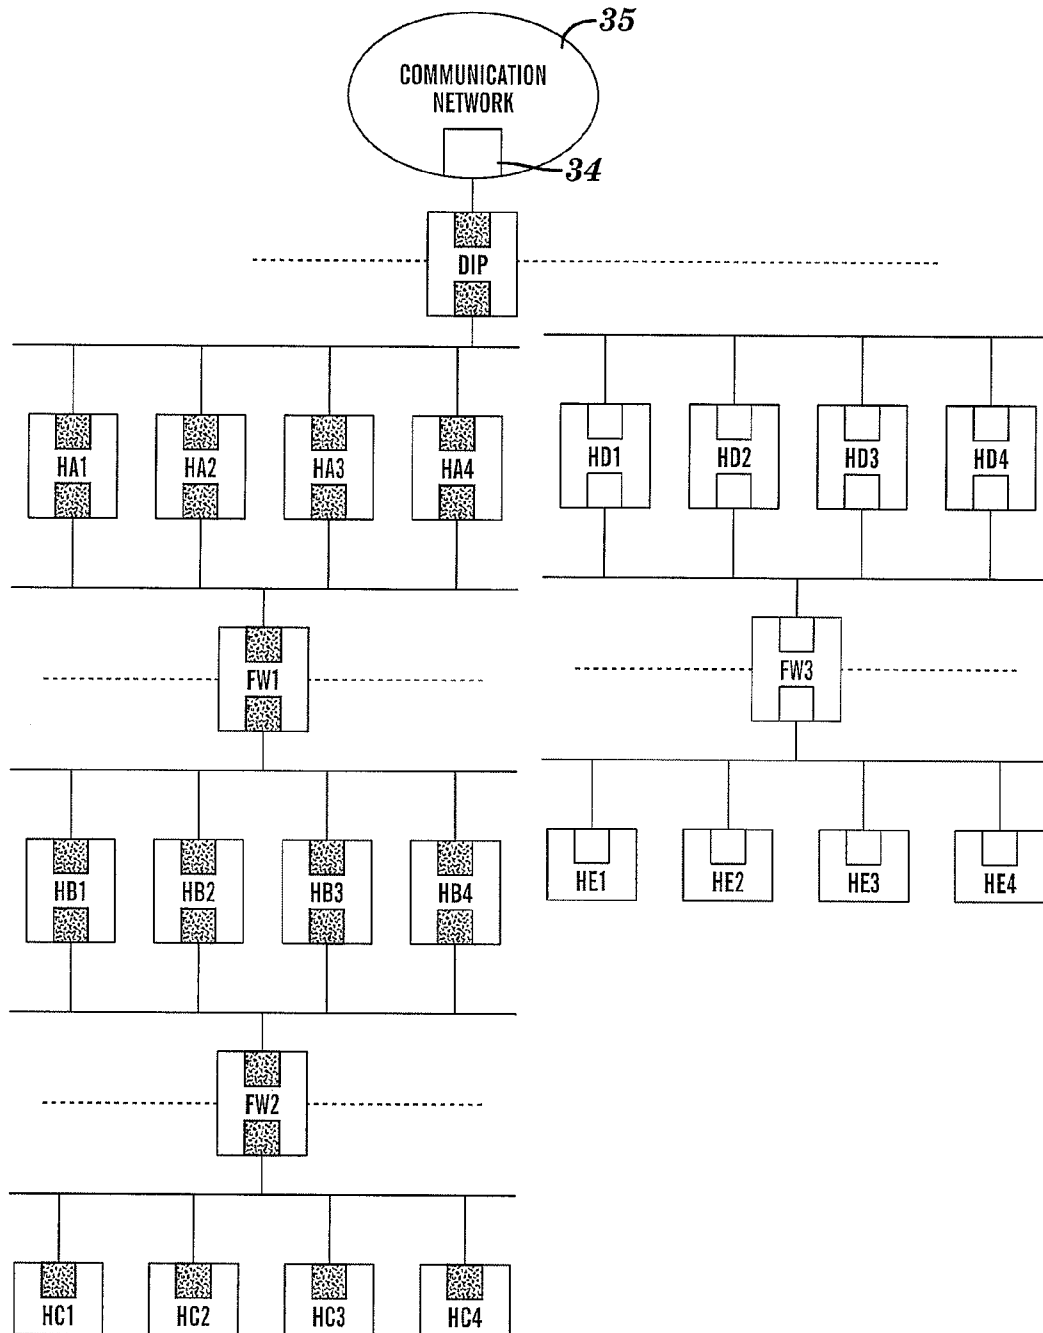 35
COMMUNICATION
NETWORK
34
DIP
HA1 HA2 HA3 HA4
HD1 HD2 HD3 HD4
FW1
FW3
HB1 HB2 HB3 HB4
HE1 HE2 HE3 HE4
FW2
HC1 HC2 HC3 HC4